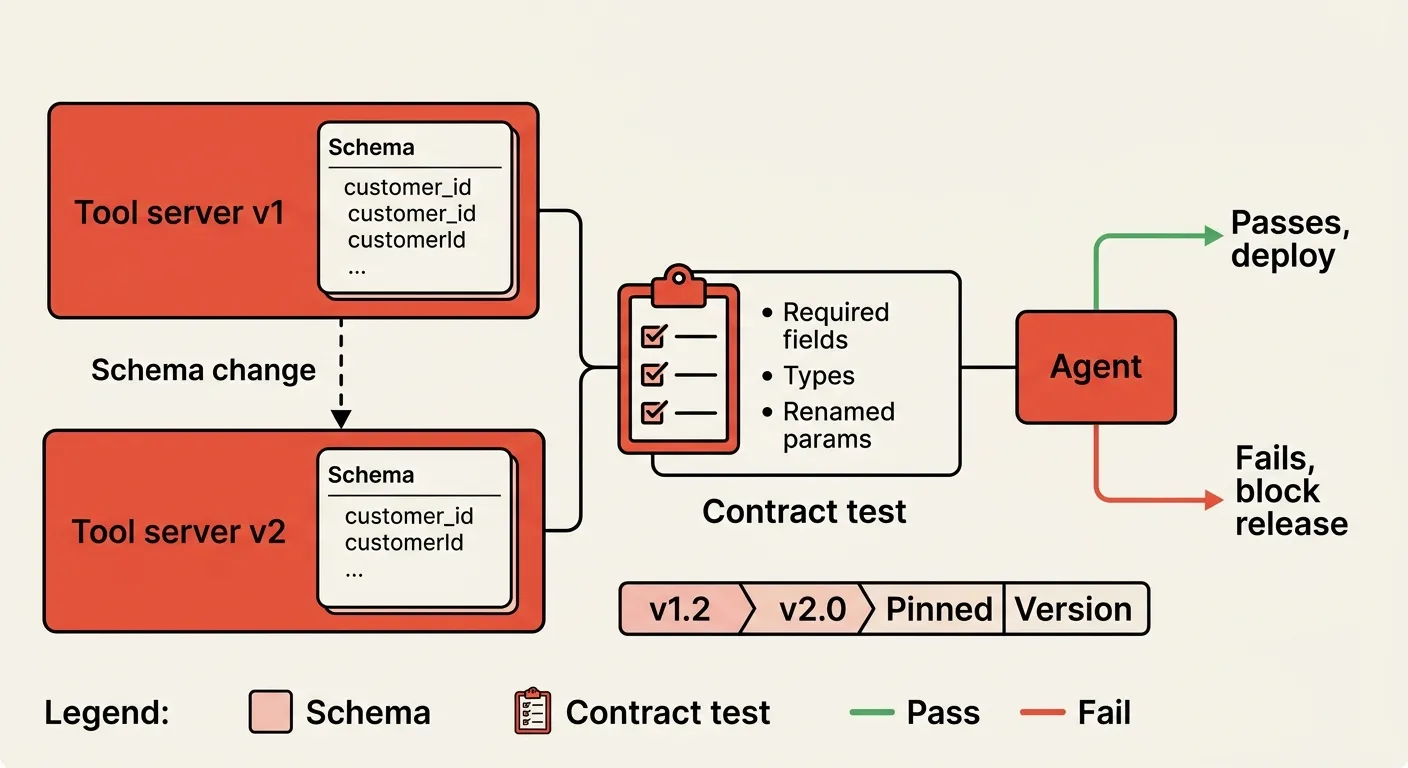 Schema
customer_id
customer_id
customerId
...
Tool server v1
Schema change
Schema
customer_id
customerId
...
Tool server v2
• Required
fields
• Types
• Renamed
params
Contract test
Agent
Passes,
deploy
Fails,
block
release
v1.2
v2.0
Pinned
Version
Legend:
Schema
Contract test
Pass
Fail